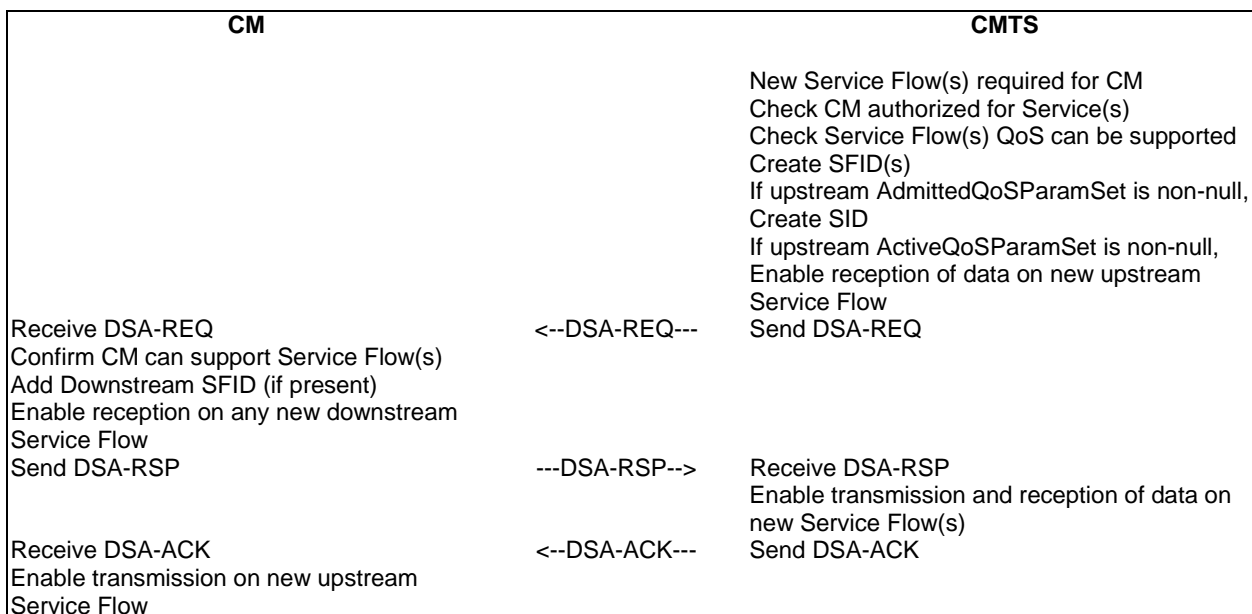 CM CMTS
New Service Flow(s) required for CM
Check CM authorized for Service(s)
Check Service Flow(s) QoS can be supported
Create SFID(s)
If upstream AdmittedQoSParamSet is non-null,
Create SID
If upstream ActiveQoSParamSet is non-null,
Enable reception of data on new upstream
Service Flow
Receive DSA-REQ <--DSA-REQ--- Send DSA-REQ
Confirm CM can support Service Flow(s)
Add Downstream SFID (if present)
Enable reception on any new downstream
Service Flow
Send DSA-RSP ---DSA-RSP--> Receive DSA-RSP
Enable transmission and reception of data on
new Service Flow(s)
Receive DSA-ACK <--DSA-ACK--- Send DSA-ACK
Enable transmission on new upstream
Service Flow